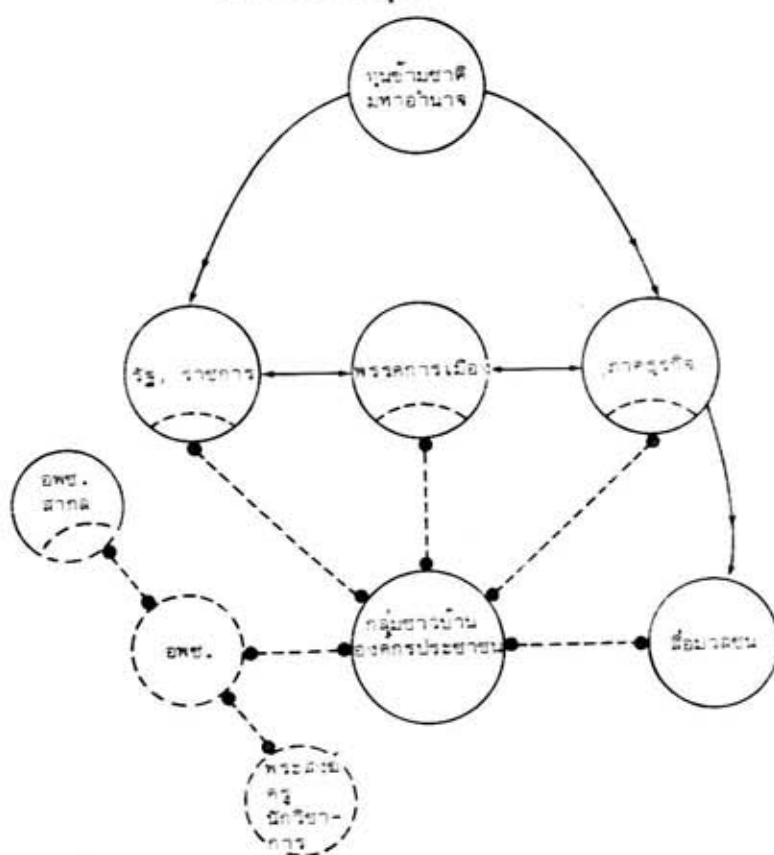 ทุนข้ามชาติ
มหาอำนาจ
รัฐ, ราชการ
พรรคการเมือง
ภาคธุรกิจ
อพช.
สากล
กลุ่มชาวบ้าน
องค์กรประชาชน
อพช.
สื่อมวลชน
พระสงฆ์
ครู
นักวิชา-
การ